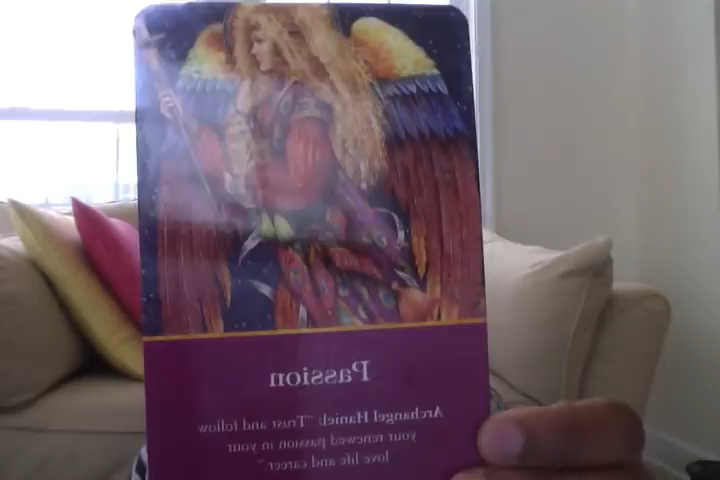 Passion
Archangel Haniel: "Trust and follow
your renewed passion in your
love life and career."